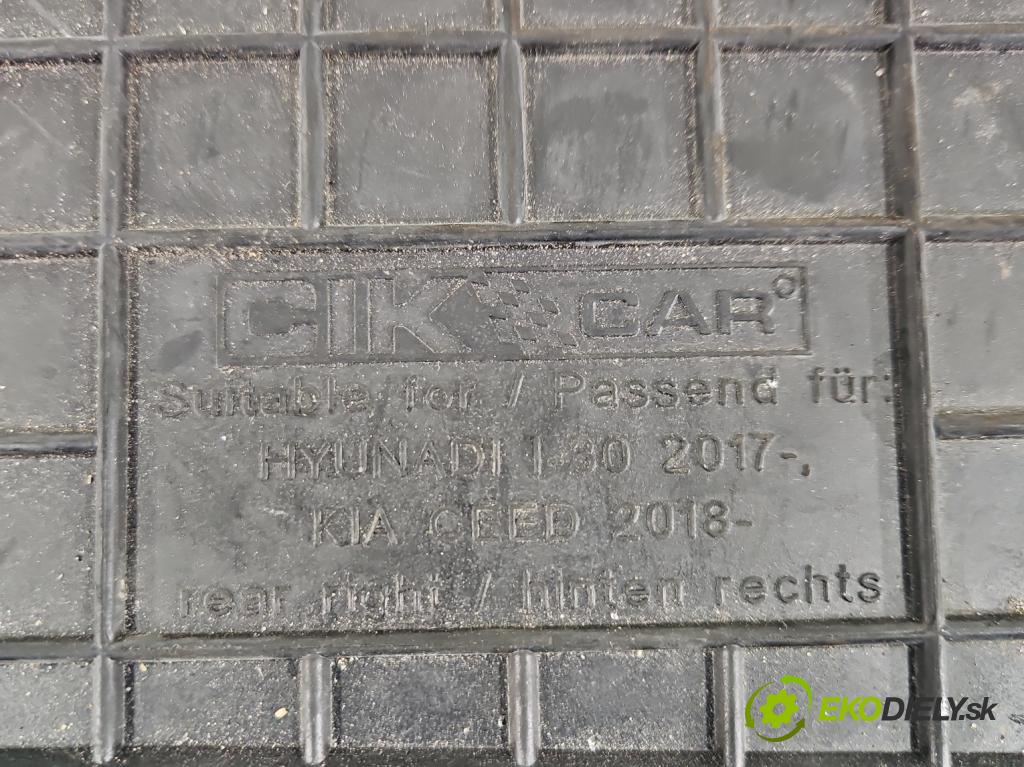 CIK CAR
Suitable for / Passend für:
HYUNADI I-30 2017-,
KIA CEED 2018-
rear right / hinten rechts
EKODIELY.sk